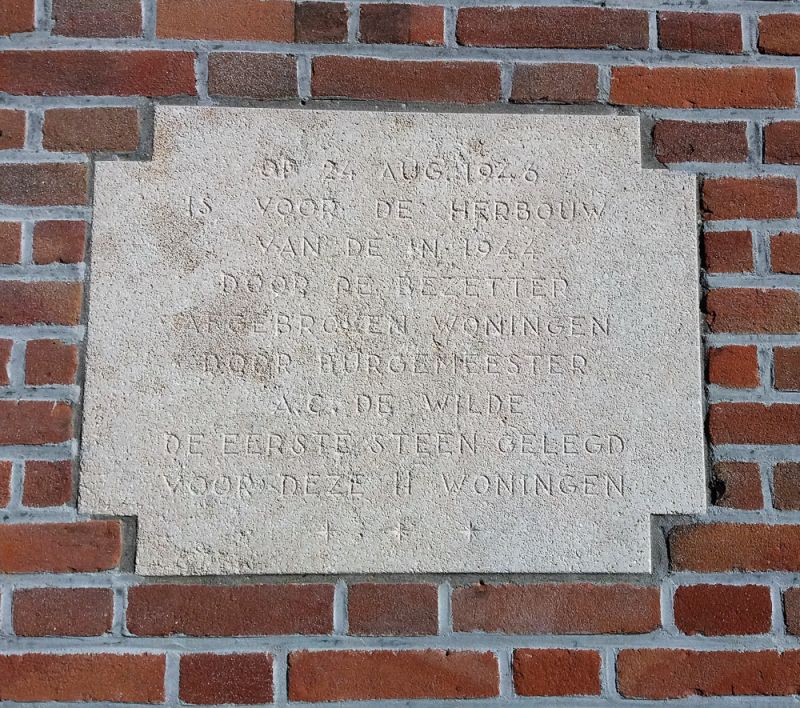 OP 24 AUG. 1946
IS VOOR DE HERBOUW
VAN DE IN 1944
DOOR DE BEZETTER
AFGEBROKEN WONINGEN
DOOR BURGEMEESTER
A.C. DE WILDE
DE EERSTE STEEN GELEGD
VOOR DEZE 11 WONINGEN
+ + +